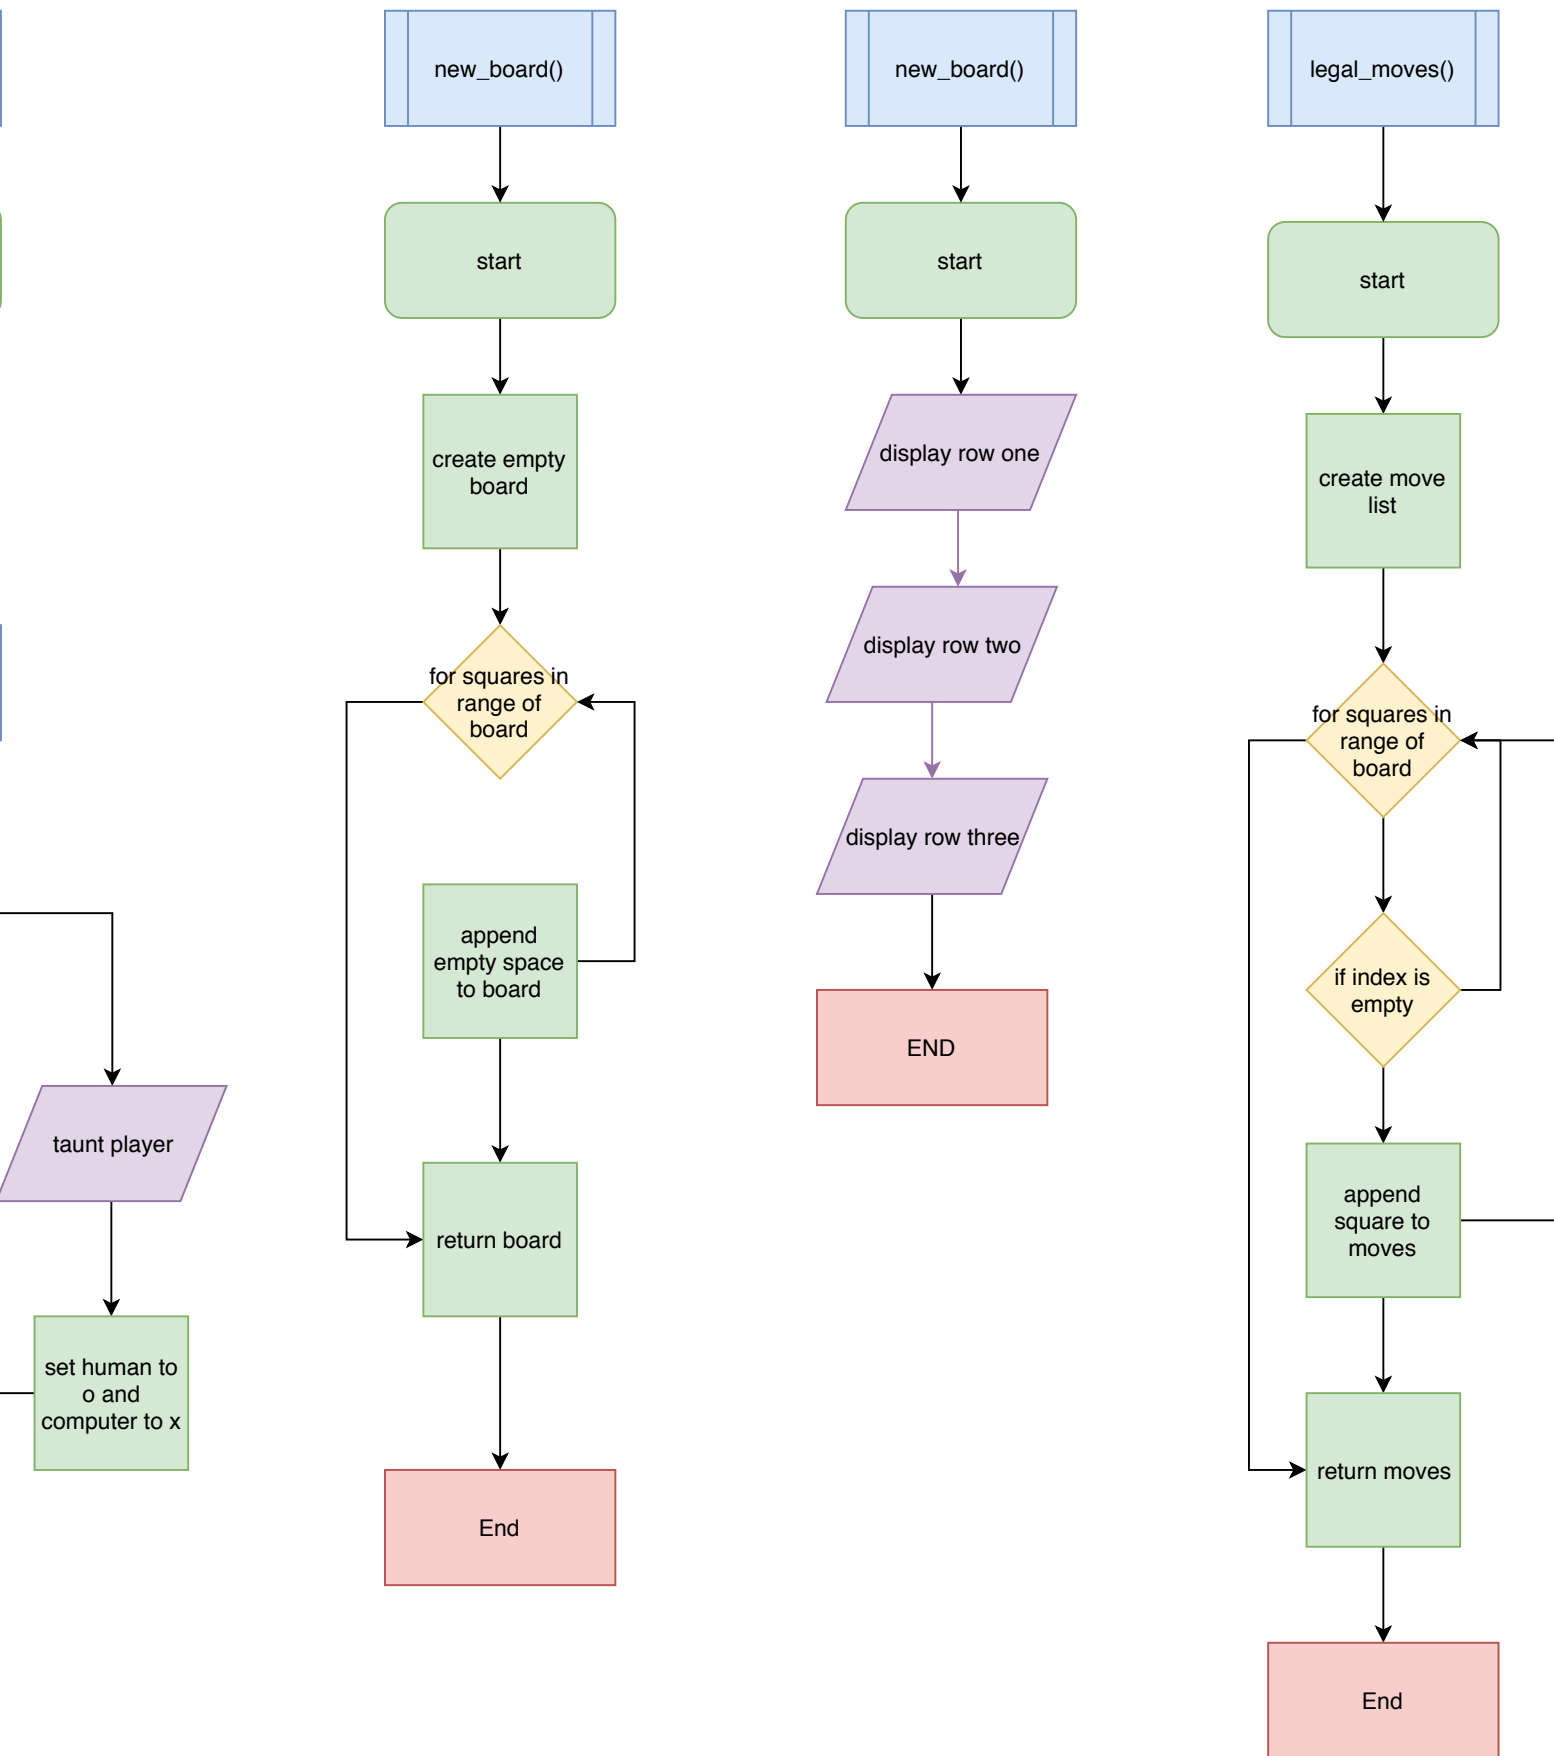 taunt player
set human to
o and
computer to x
new_board()
start
create empty
board
for squares in
range of
board
append
empty space
to board
return board
End
new_board()
start
display row one
display row two
display row three
END
legal_moves()
start
create move
list
for squares in
range of
board
if index is
empty
append
square to
moves
return moves
End